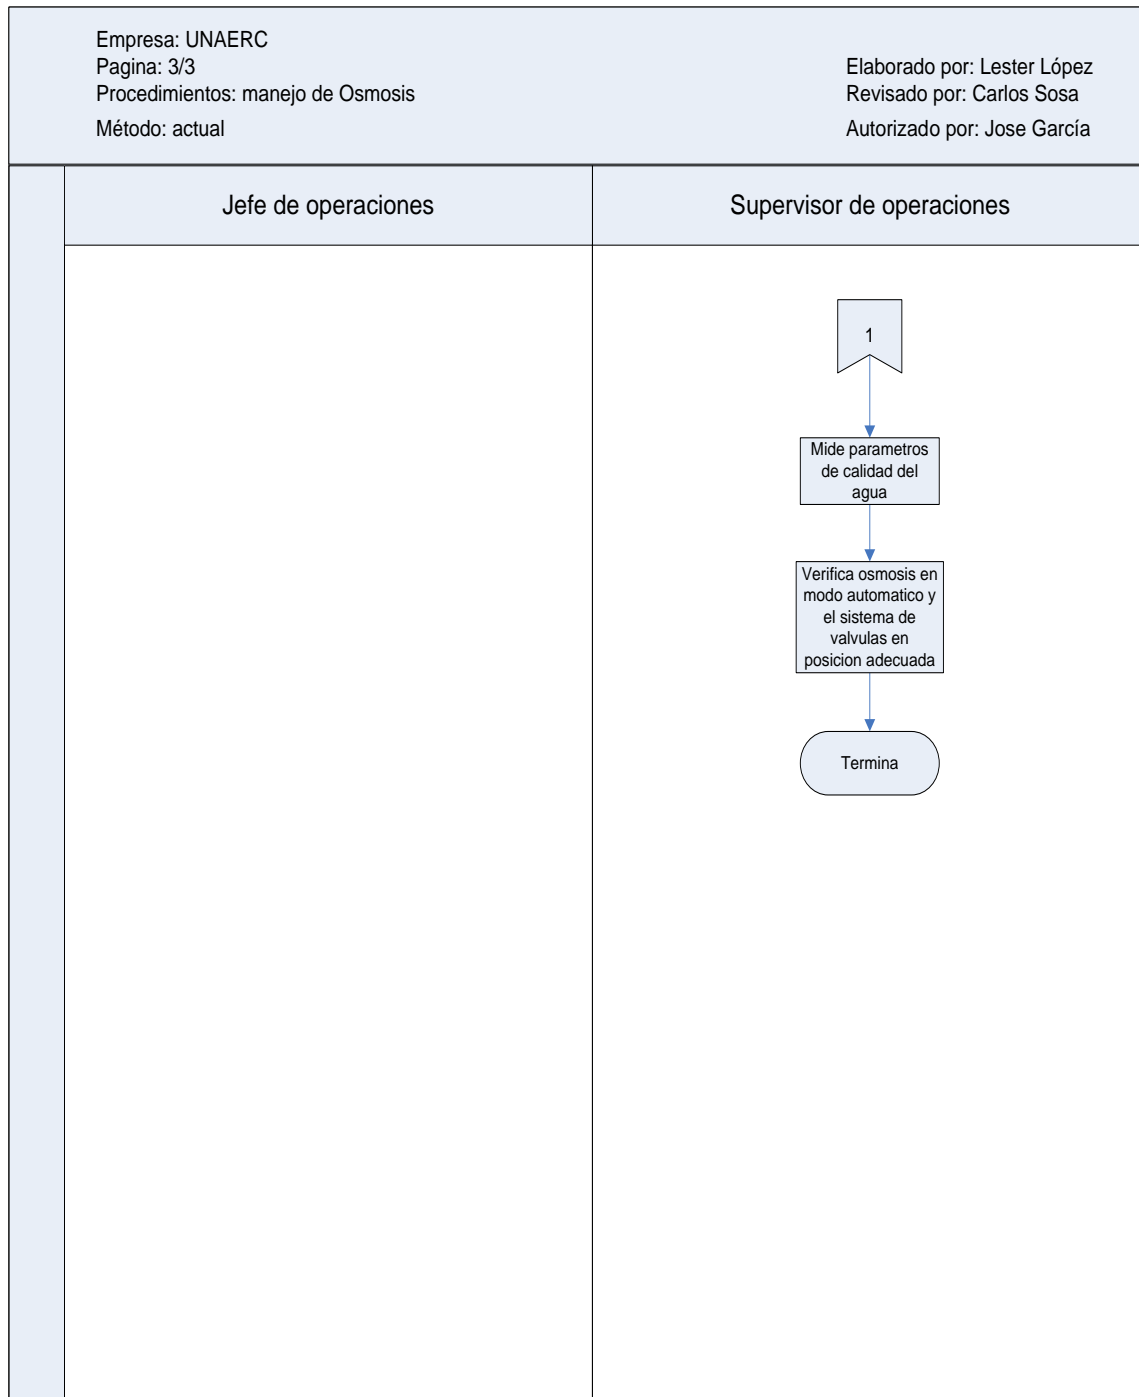 Empresa: UNAERC
Pagina: 3/3
Procedimientos: manejo de Osmosis
Método: actual
Elaborado por: Lester López
Revisado por: Carlos Sosa
Autorizado por: Jose García
Jefe de operaciones
Supervisor de operaciones
1
Mide parametros
de calidad del
agua
Verifica osmosis en
modo automatico y
el sistema de
valvulas en
posicion adecuada
Termina